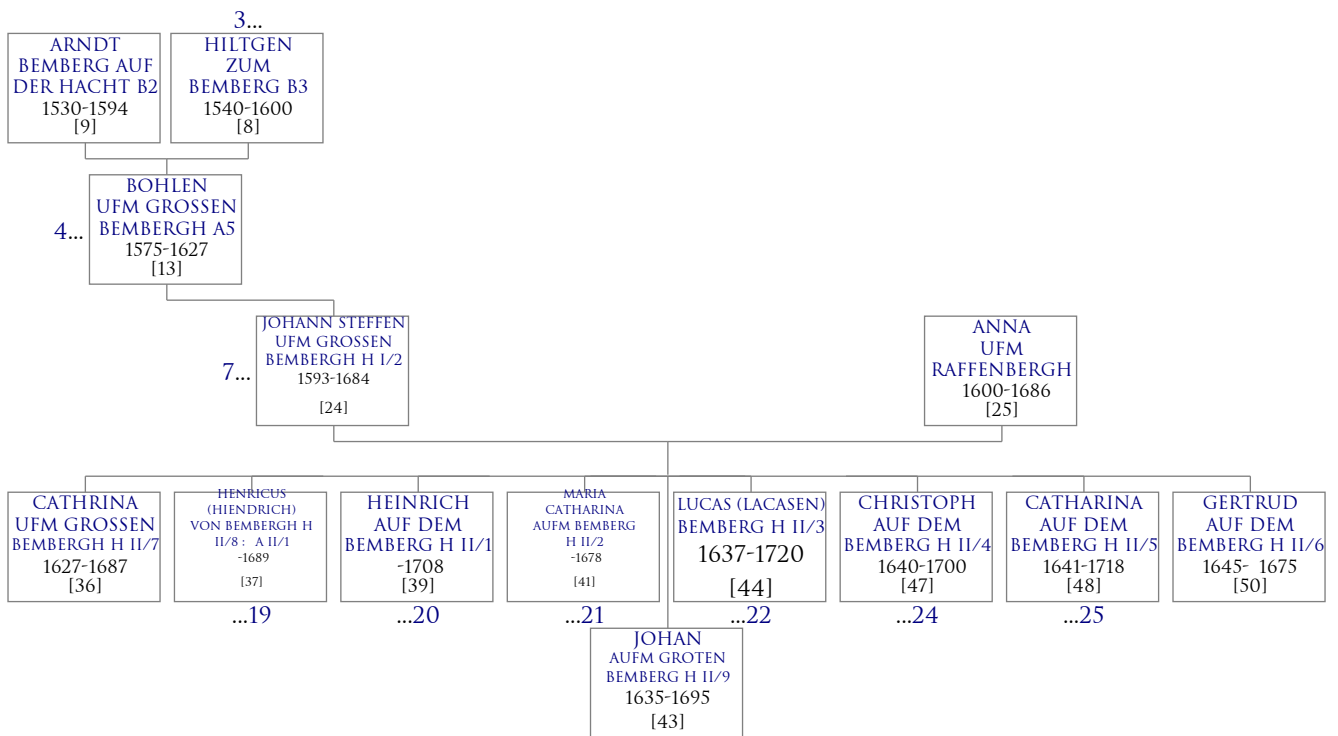 3...
ARNDT
BEMBERG AUF
DER HACHT B2
1530-1594
[9]
HILTGEN
ZUM
BEMBERG B3
1540-1600
[8]
4...
BOHLEN
UFM GROSSEN
BEMBERGH A5
1575-1627
[13]
7...
JOHANN STEFFEN
UFM GROSSEN
BEMBERGH H I/2
1593-1684
[24]
ANNA
UFM
RAFFENBERGH
1600-1686
[25]
CATHRINA
UFM GROSSEN
BEMBERGH H II/7
1627-1687
[36]
HENRICUS
(HIENDRICH)
VON BEMBERGH H
II/8 : A II/1
-1689
[37]
...19
HEINRICH
AUF DEM
BEMBERG H II/1
-1708
[39]
...20
MARIA
CATHARINA
AUFM BEMBERG
H II/2
-1678
[41]
...21
LUCAS (LACASEN)
BEMBERG H II/3
1637-1720
[44]
...22
CHRISTOPH
AUF DEM
BEMBERG H II/4
1640-1700
[47]
...24
CATHARINA
AUF DEM
BEMBERG H II/5
1641-1718
[48]
...25
GERTRUD
AUF DEM
BEMBERG H II/6
1645- 1675
[50]
JOHAN
AUFM GROTEN
BEMBERG H II/9
1635-1695
[43]